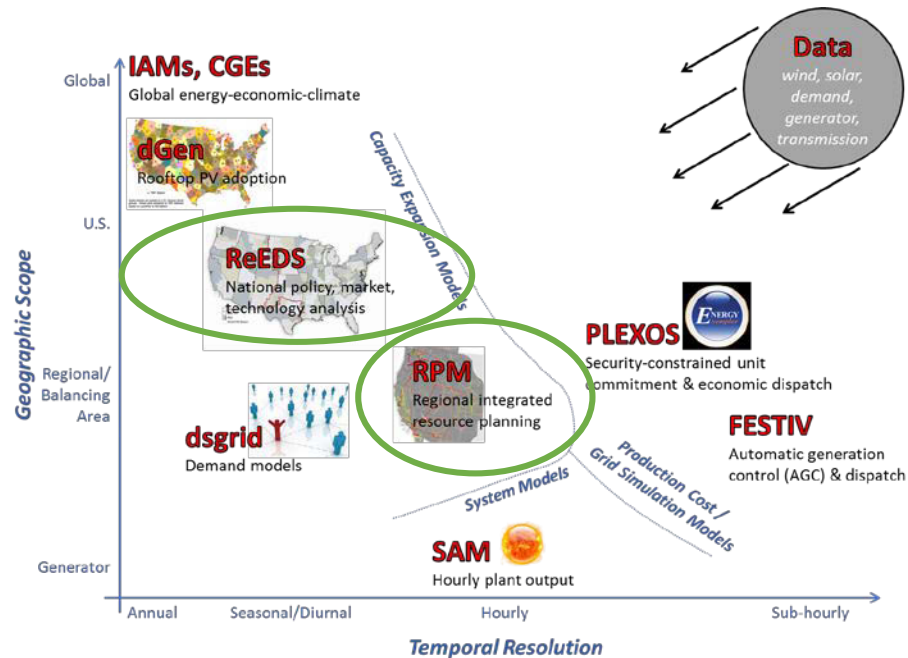 IAMs, CGEs
Global energy-economic-climate
Data
wind, solar,
demand,
generator,
transmission
Global
dGen
Rooftop PV adoption
U.S.
Capacity Expansion Models
ReEDS
National policy, market,
technology analysis
Geographic Scope
PLEXOS
ENERGY
Security-constrained unit
commitment & economic dispatch
Regional/
Balancing
Area
RPM
Regional integrated
resource planning
dsgrid
Demand models
FESTIV
Automatic generation
control (AGC) & dispatch
System Models
Production Cost /
Grid Simulation Models
SAM
Hourly plant output
Generator
Annual
Seasonal/Diurnal
Hourly
Sub-hourly
Temporal Resolution